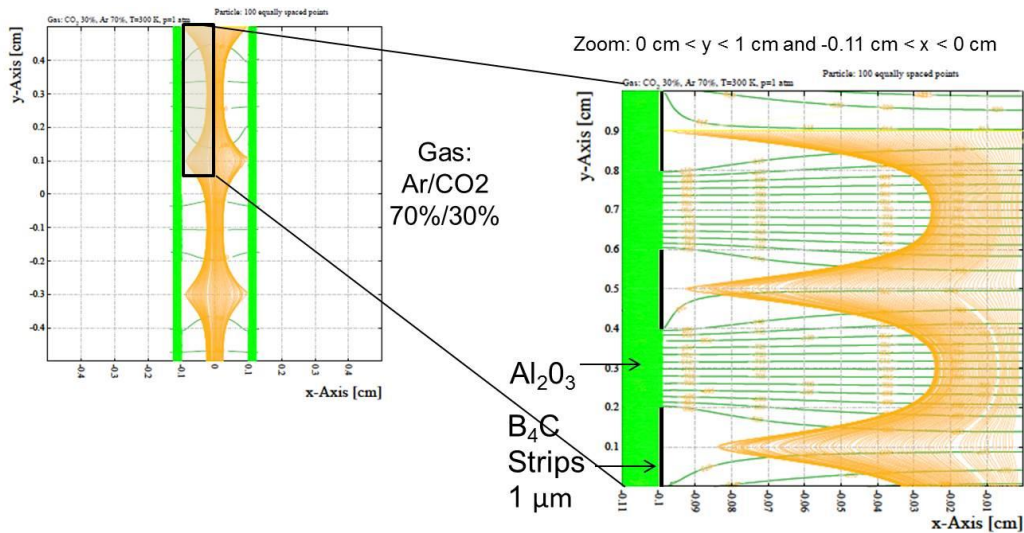 Gas: CO2 30%, Ar 70%, T=300 K, p=1 atm
Particle: 100 equally spaced points
y-Axis [cm]
0.4
0.3
0.2
0.1
0
-0.1
-0.2
-0.3
-0.4
-0.4
-0.3
-0.2
-0.1
0
0.1
0.2
0.3
0.4
x-Axis [cm]
Gas:
Ar/CO2
70%/30%
Zoom: 0 cm < y < 1 cm and -0.11 cm < x < 0 cm
Gas: CO2 30%, Ar 70%, T=300 K, p=1 atm
Particle: 100 equally spaced points
y-Axis [cm]
0.9
0.8
0.7
0.6
0.5
0.4
0.3
0.2
0.1
Al203
B4C
Strips
1 µm
-0.11
-0.1
-0.09
-0.08
-0.07
-0.06
-0.05
-0.04
-0.03
-0.02
-0.01
x-Axis [cm]